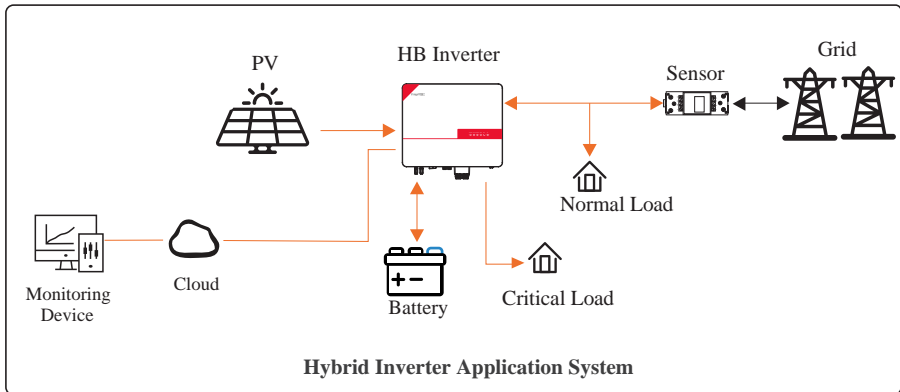 PV
HB Inverter
Sensor
Grid
Normal Load
Monitoring
Device
Cloud
Battery
Critical Load
Hybrid Inverter Application System